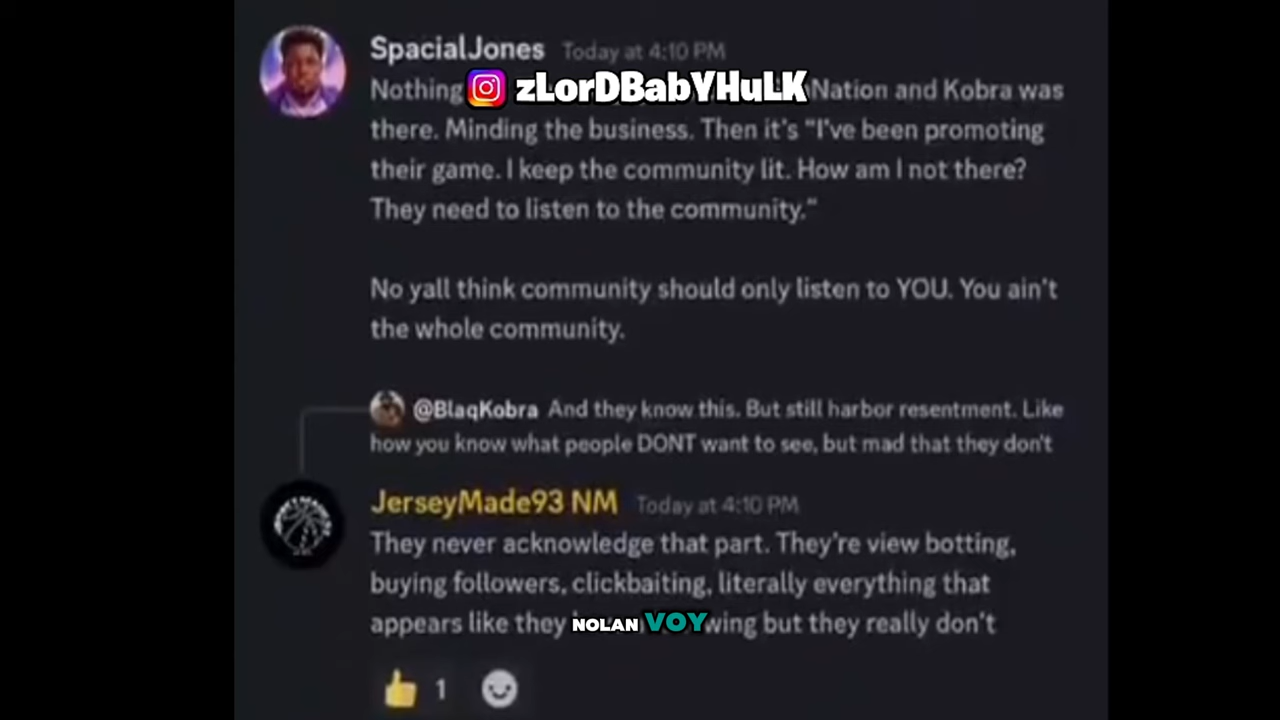 SpacialJones Today at 4:10 PM
Nothing Nation and Kobra was
zLorDBabYHuLK
there. Minding the business. Then it's "I've been promoting
their game. I keep the community lit. How am I not there?
They need to listen to the community."
No yall think community should only listen to YOU. You ain't
the whole community.
@BlaqKobra And they know this. But still harbor resentment. Like
how you know what people DONT want to see, but mad that they don't
JerseyMade93 NM Today at 4:10 PM
They never acknowledge that part. They're view botting,
buying followers, clickbaiting, literally everything that
appears like they wing but they really don't
NOLAN VOY
1